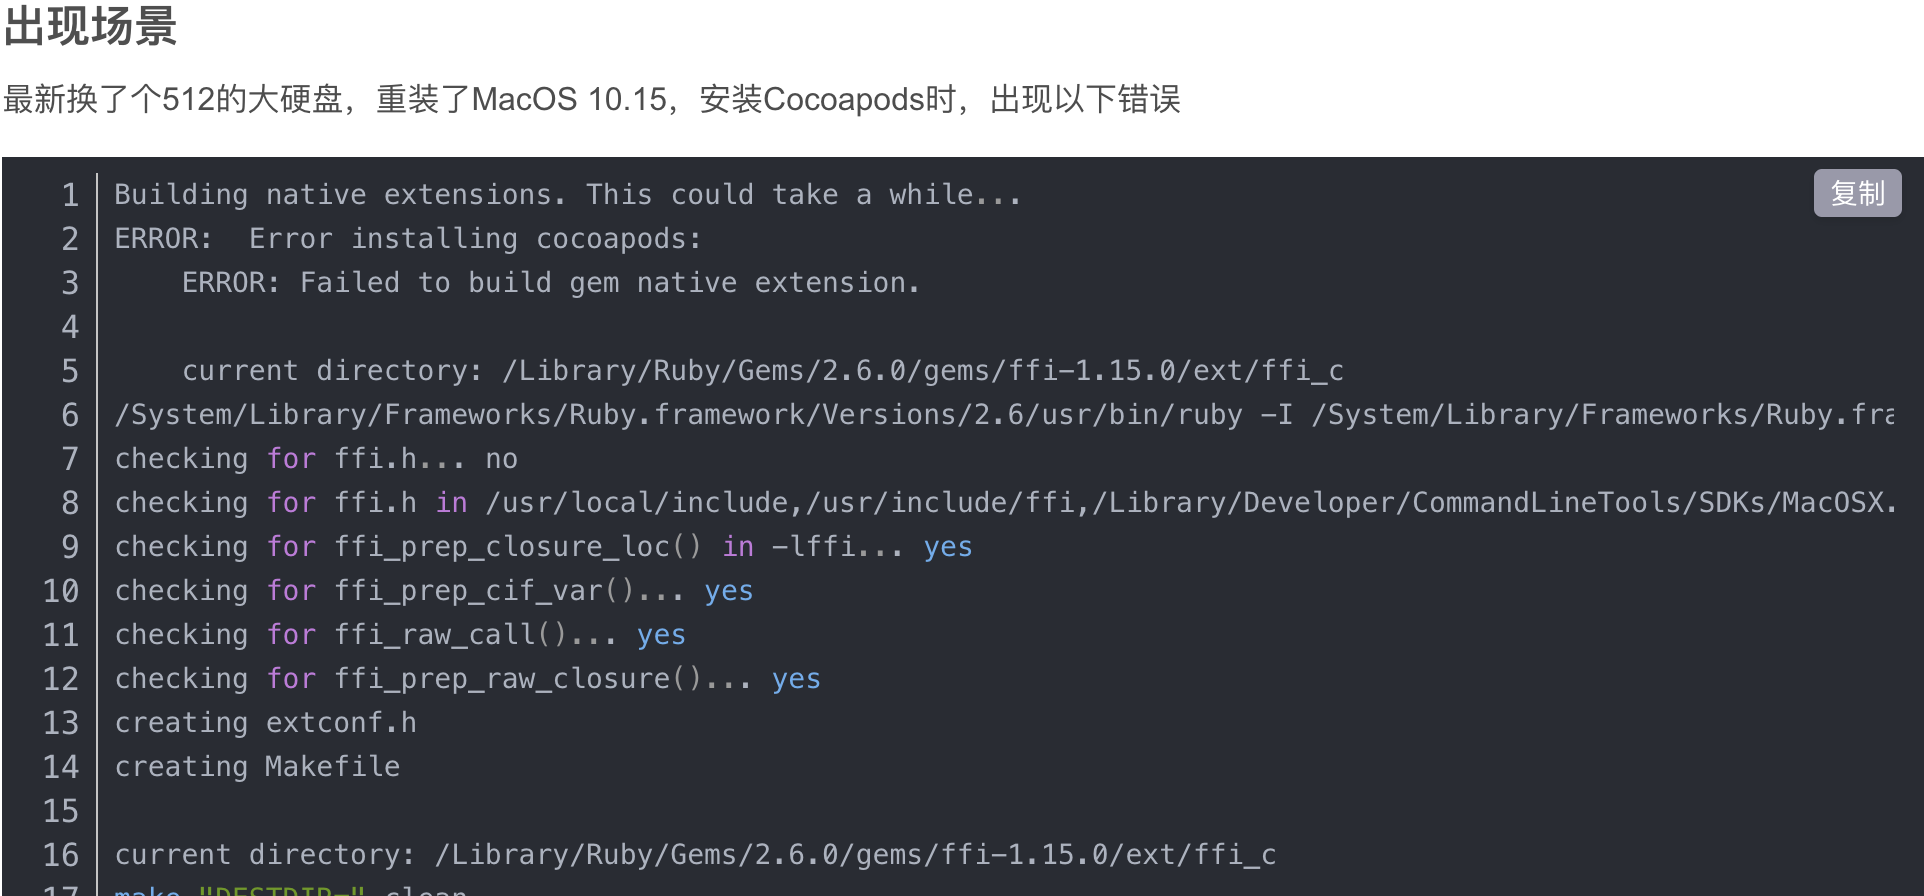 出现场景
最新换了个512的大硬盘，重装了MacOS 10.15，安装Cocoapods时，出现以下错误
复制
1 Building native extensions. This could take a while...
2 ERROR:  Error installing cocoapods:
3     ERROR: Failed to build gem native extension.
4
5     current directory: /Library/Ruby/Gems/2.6.0/gems/ffi-1.15.0/ext/ffi_c
6 /System/Library/Frameworks/Ruby.framework/Versions/2.6/usr/bin/ruby -I /System/Library/Frameworks/Ruby.fra
7 checking for ffi.h... no
8 checking for ffi.h in /usr/local/include,/usr/include/ffi,/Library/Developer/CommandLineTools/SDKs/MacOSX.
9 checking for ffi_prep_closure_loc() in -lffi... yes
10 checking for ffi_prep_cif_var()... yes
11 checking for ffi_raw_call()... yes
12 checking for ffi_prep_raw_closure()... yes
13 creating extconf.h
14 creating Makefile
15
16 current directory: /Library/Ruby/Gems/2.6.0/gems/ffi-1.15.0/ext/ffi_c
17 make "DESTDIR=" clean